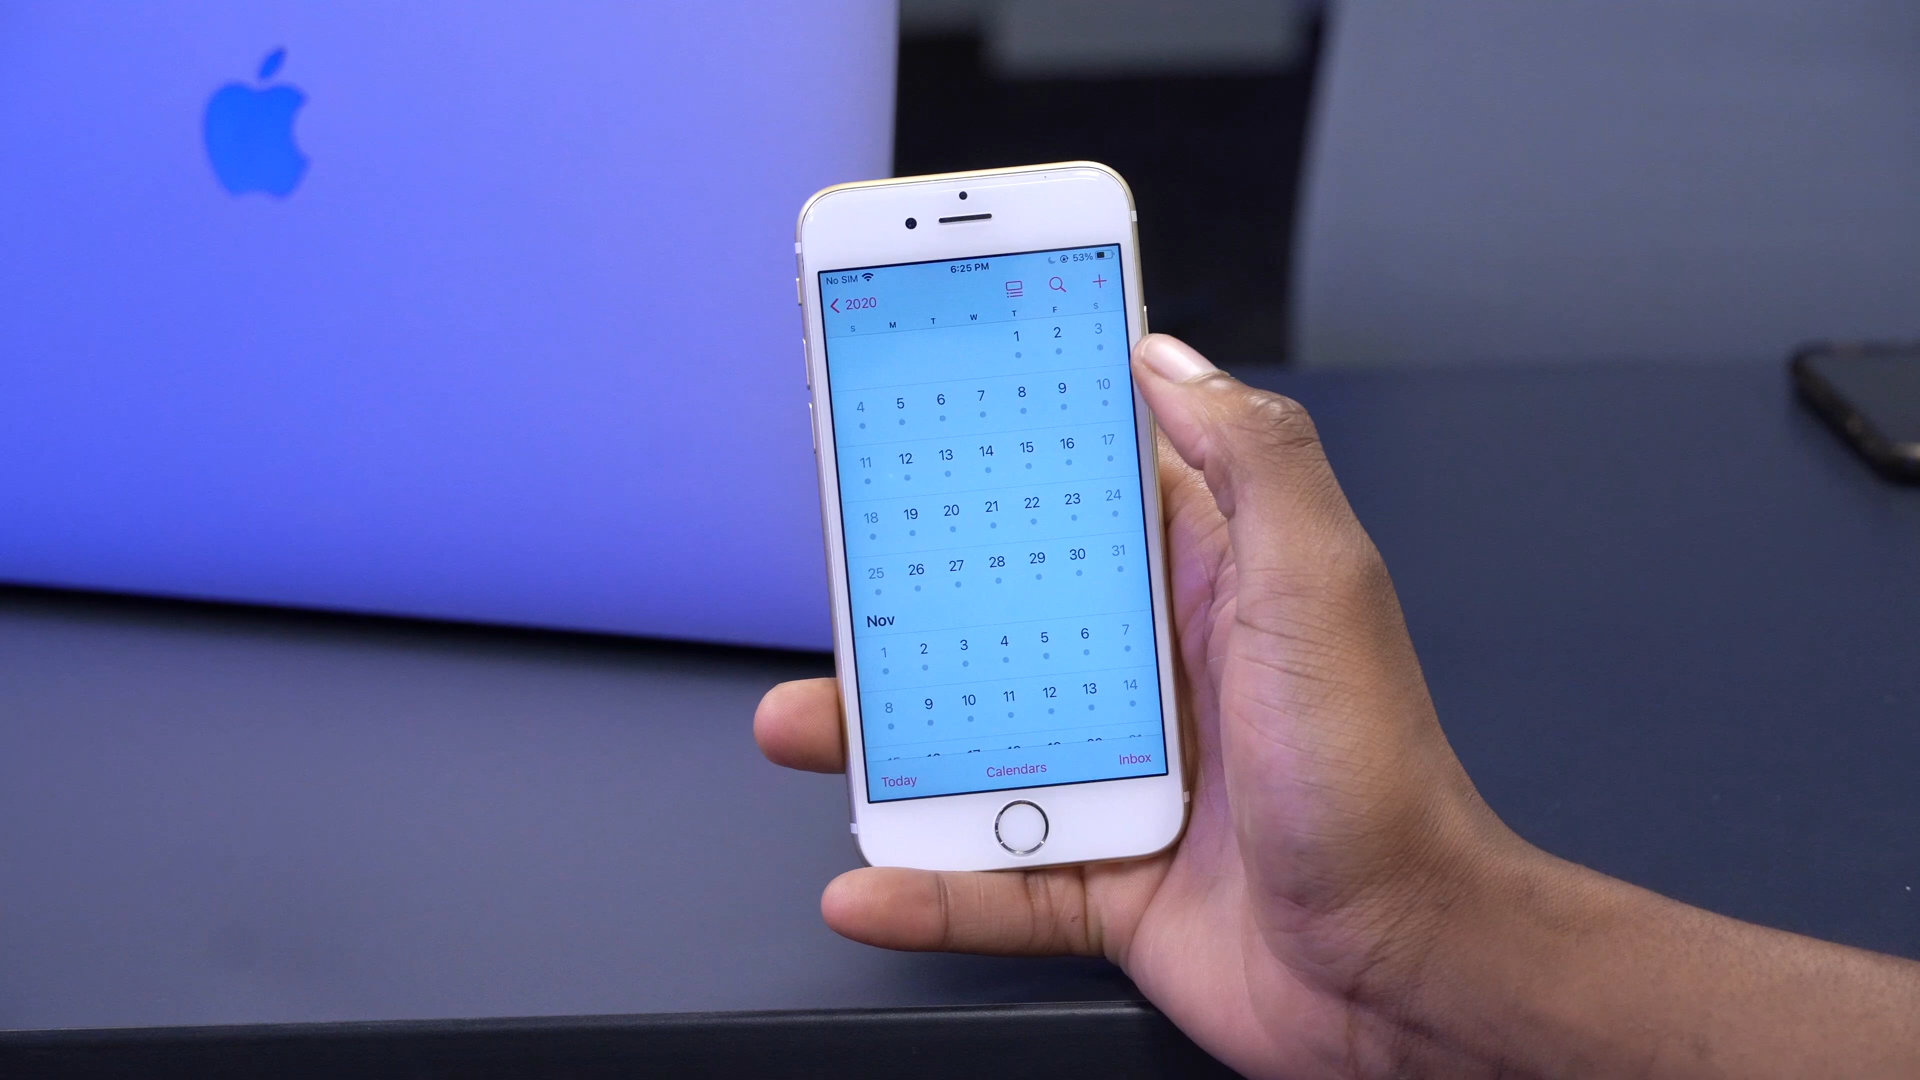 No SIM 6:25 PM 53%
2020
S M T W T F S
1 2 3
4 5 6 7 8 9 10
11 12 13 14 15 16 17
18 19 20 21 22 23 24
25 26 27 28 29 30 31
Nov
1 2 3 4 5 6 7
8 9 10 11 12 13 14
Today Calendars Inbox